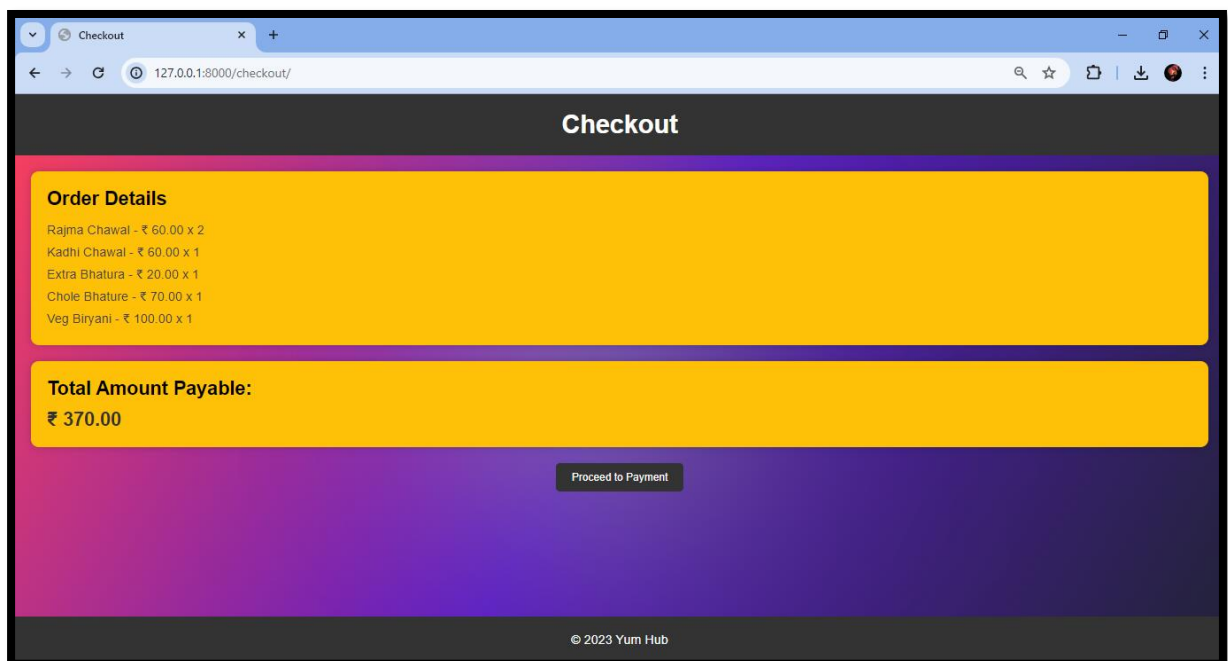 Checkout
127.0.0.1:8000/checkout/
Checkout
Order Details
Rajma Chawal - ₹ 60.00 x 2
Kadhi Chawal - ₹ 60.00 x 1
Extra Bhatura - ₹ 20.00 x 1
Chole Bhature - ₹ 70.00 x 1
Veg Biryani - ₹ 100.00 x 1
Total Amount Payable:
₹ 370.00
Proceed to Payment
© 2023 Yum Hub